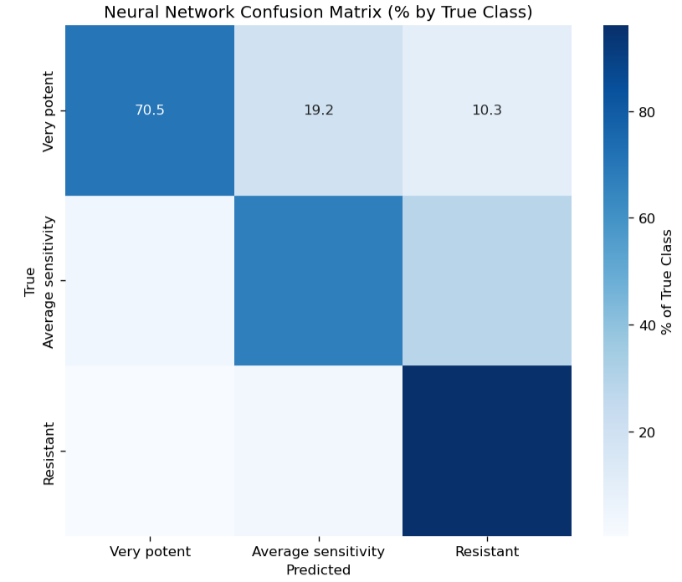 Neural Network Confusion Matrix (% by True Class)
Very potent
70.5
19.2
10.3
True
Average sensitivity
Resistant
Very potent
Average sensitivity
Resistant
Predicted
80
60
40
20
% of True Class